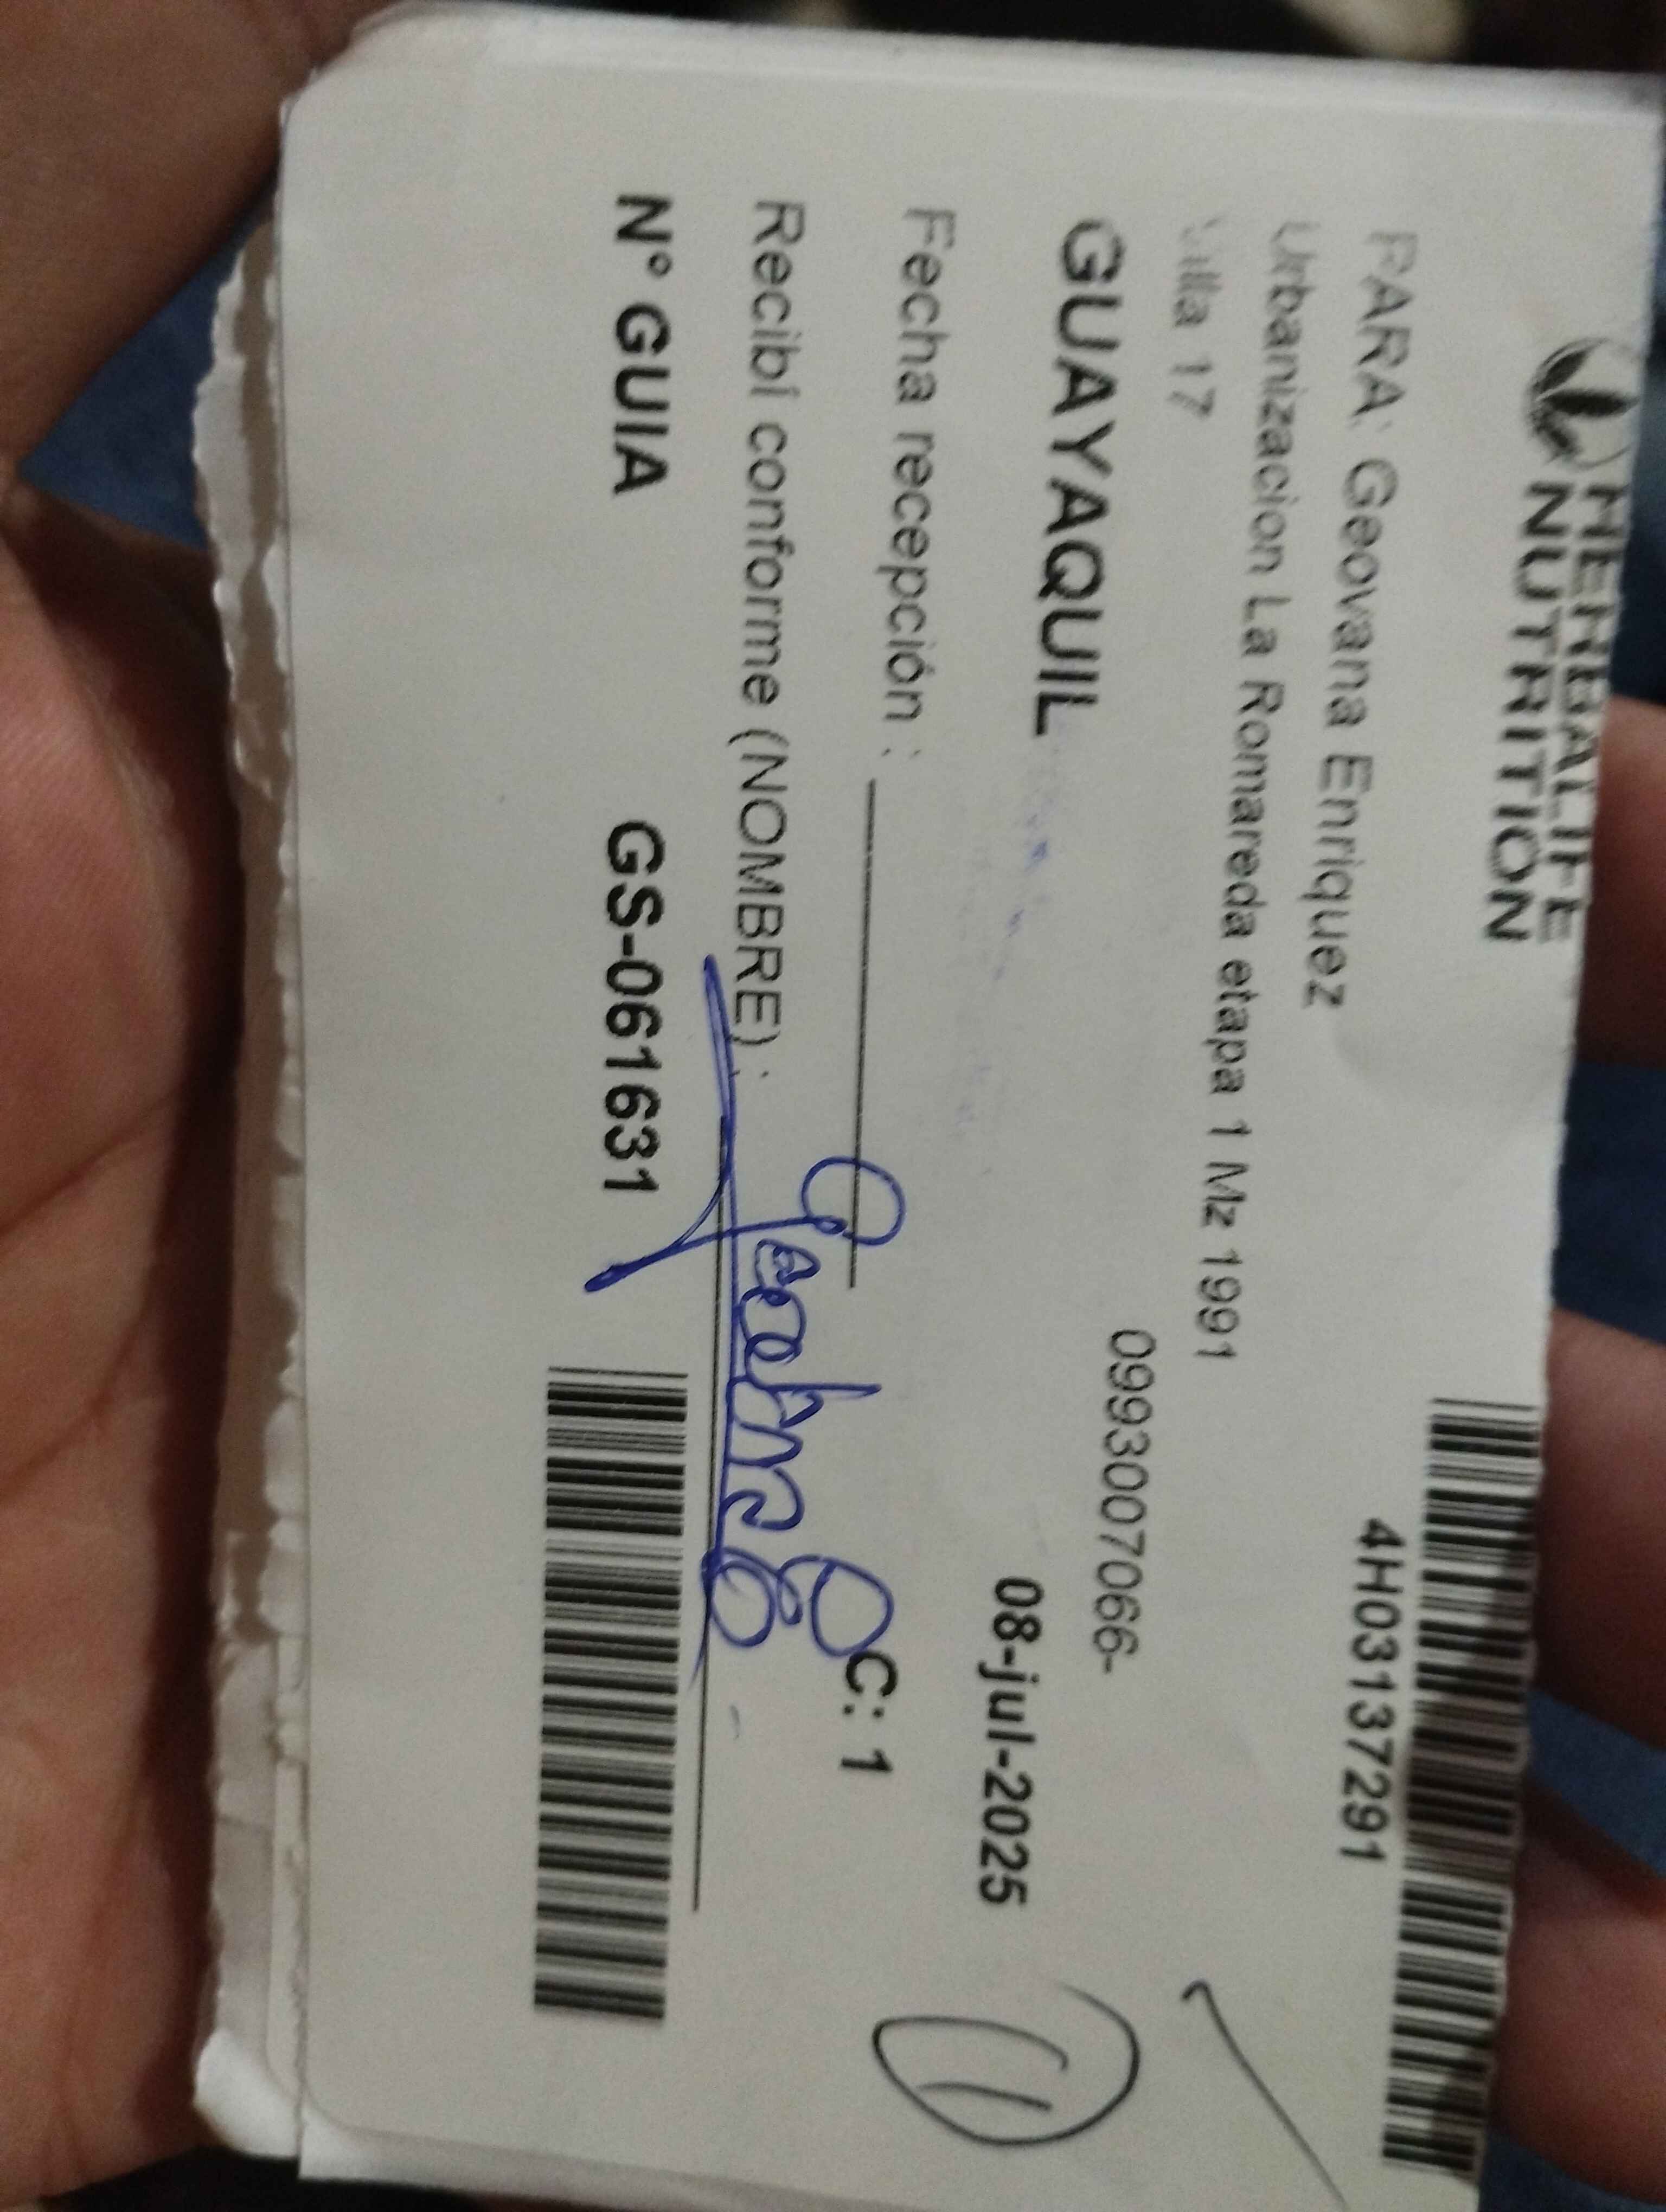 HERBALIFE
NUTRITION
4H03137291
PARA: Geovana Enriquez
Urbanizacion La Romareda etapa 1 Mz 1991
Villa 17
0993007066-
GUAYAQUIL
08-jul-2025
Fecha recepción :
C: 1
Recibí conforme (NOMBRE) :
N° GUIA GS-061631